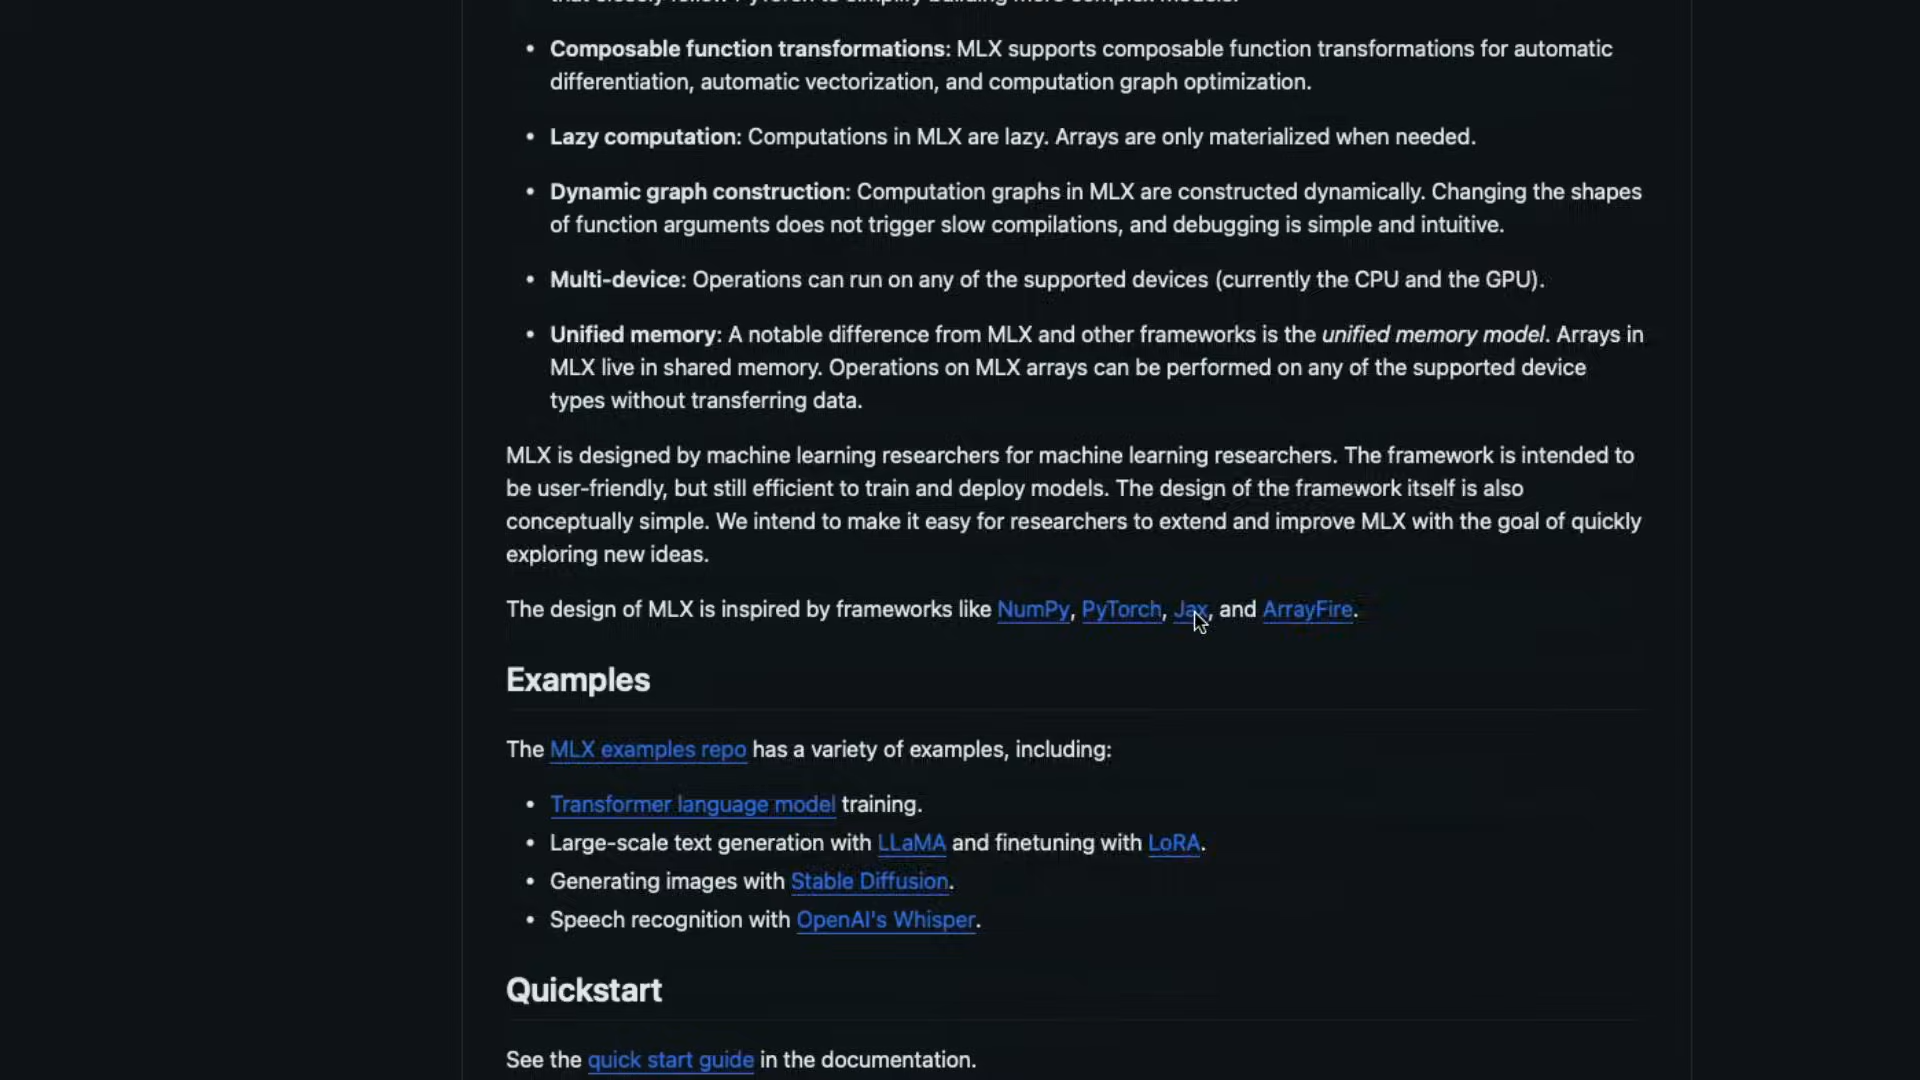 that closely follow PyTorch to simplify building more complex models.
• Composable function transformations: MLX supports composable function transformations for automatic
differentiation, automatic vectorization, and computation graph optimization.
• Lazy computation: Computations in MLX are lazy. Arrays are only materialized when needed.
• Dynamic graph construction: Computation graphs in MLX are constructed dynamically. Changing the shapes
of function arguments does not trigger slow compilations, and debugging is simple and intuitive.
• Multi-device: Operations can run on any of the supported devices (currently the CPU and the GPU).
• Unified memory: A notable difference from MLX and other frameworks is the unified memory model. Arrays in
MLX live in shared memory. Operations on MLX arrays can be performed on any of the supported device
types without transferring data.
MLX is designed by machine learning researchers for machine learning researchers. The framework is intended to
be user-friendly, but still efficient to train and deploy models. The design of the framework itself is also
conceptually simple. We intend to make it easy for researchers to extend and improve MLX with the goal of quickly
exploring new ideas.
The design of MLX is inspired by frameworks like NumPy, PyTorch, Jax, and ArrayFire.
Examples
The MLX examples repo has a variety of examples, including:
• Transformer language model training.
• Large-scale text generation with LLaMA and finetuning with LoRA.
• Generating images with Stable Diffusion.
• Speech recognition with OpenAI's Whisper.
Quickstart
See the quick start guide in the documentation.